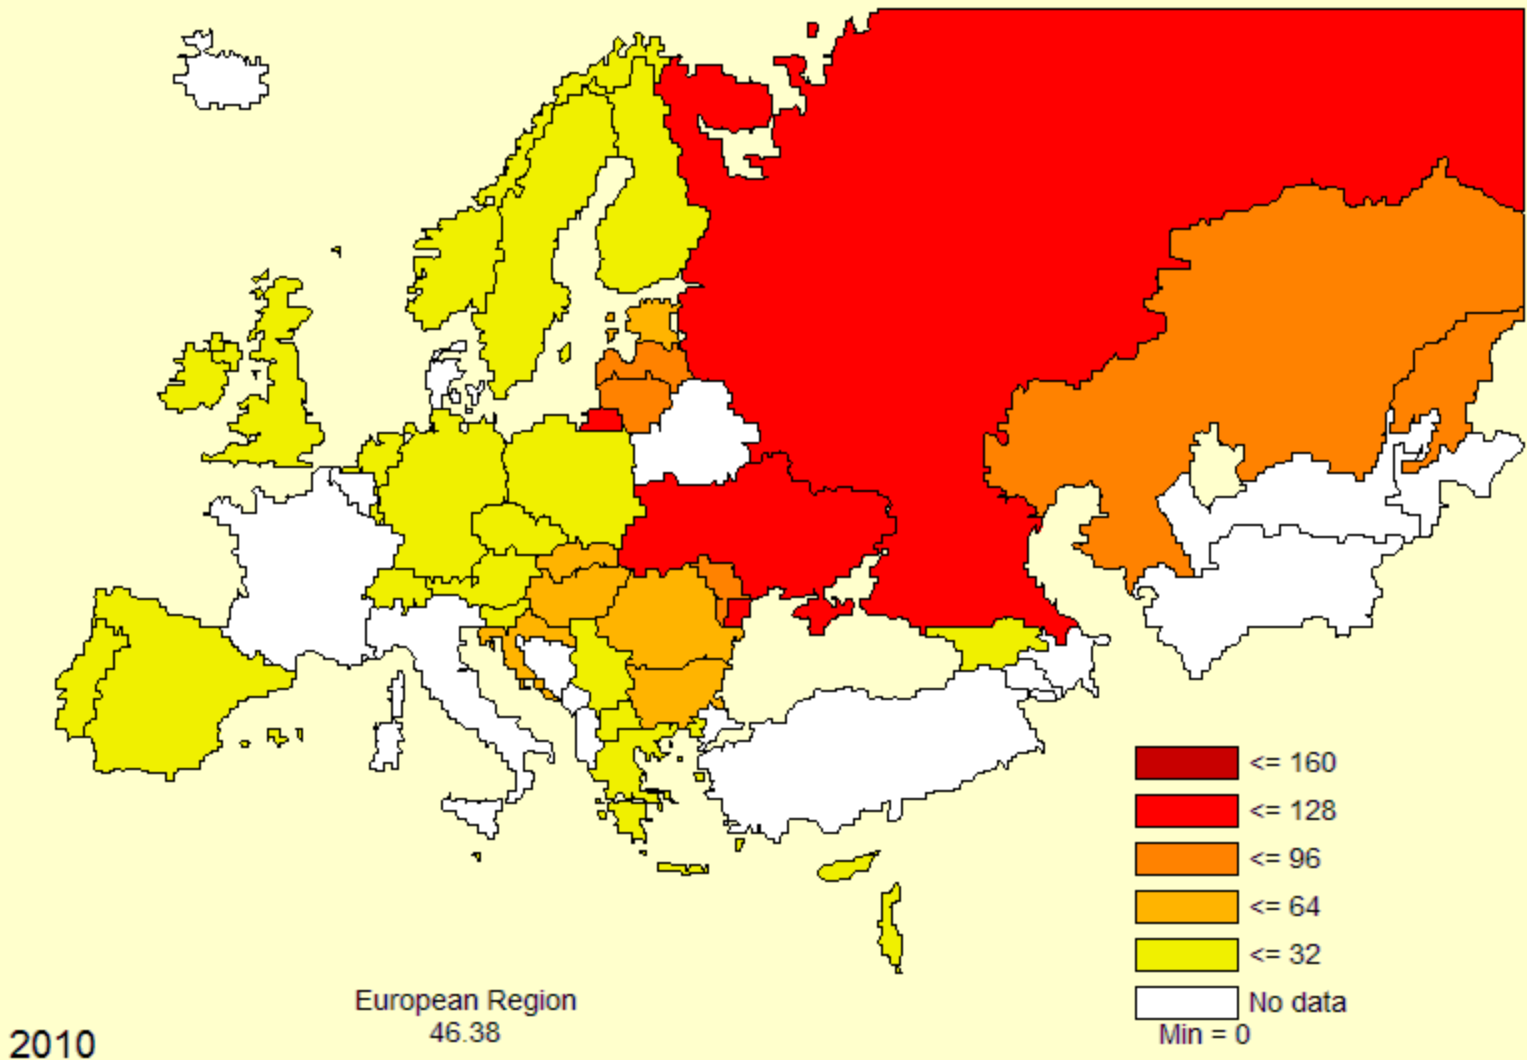 <= 160
<= 128
<= 96
<= 64
<= 32
No data
Min = 0
European Region
46.38
2010